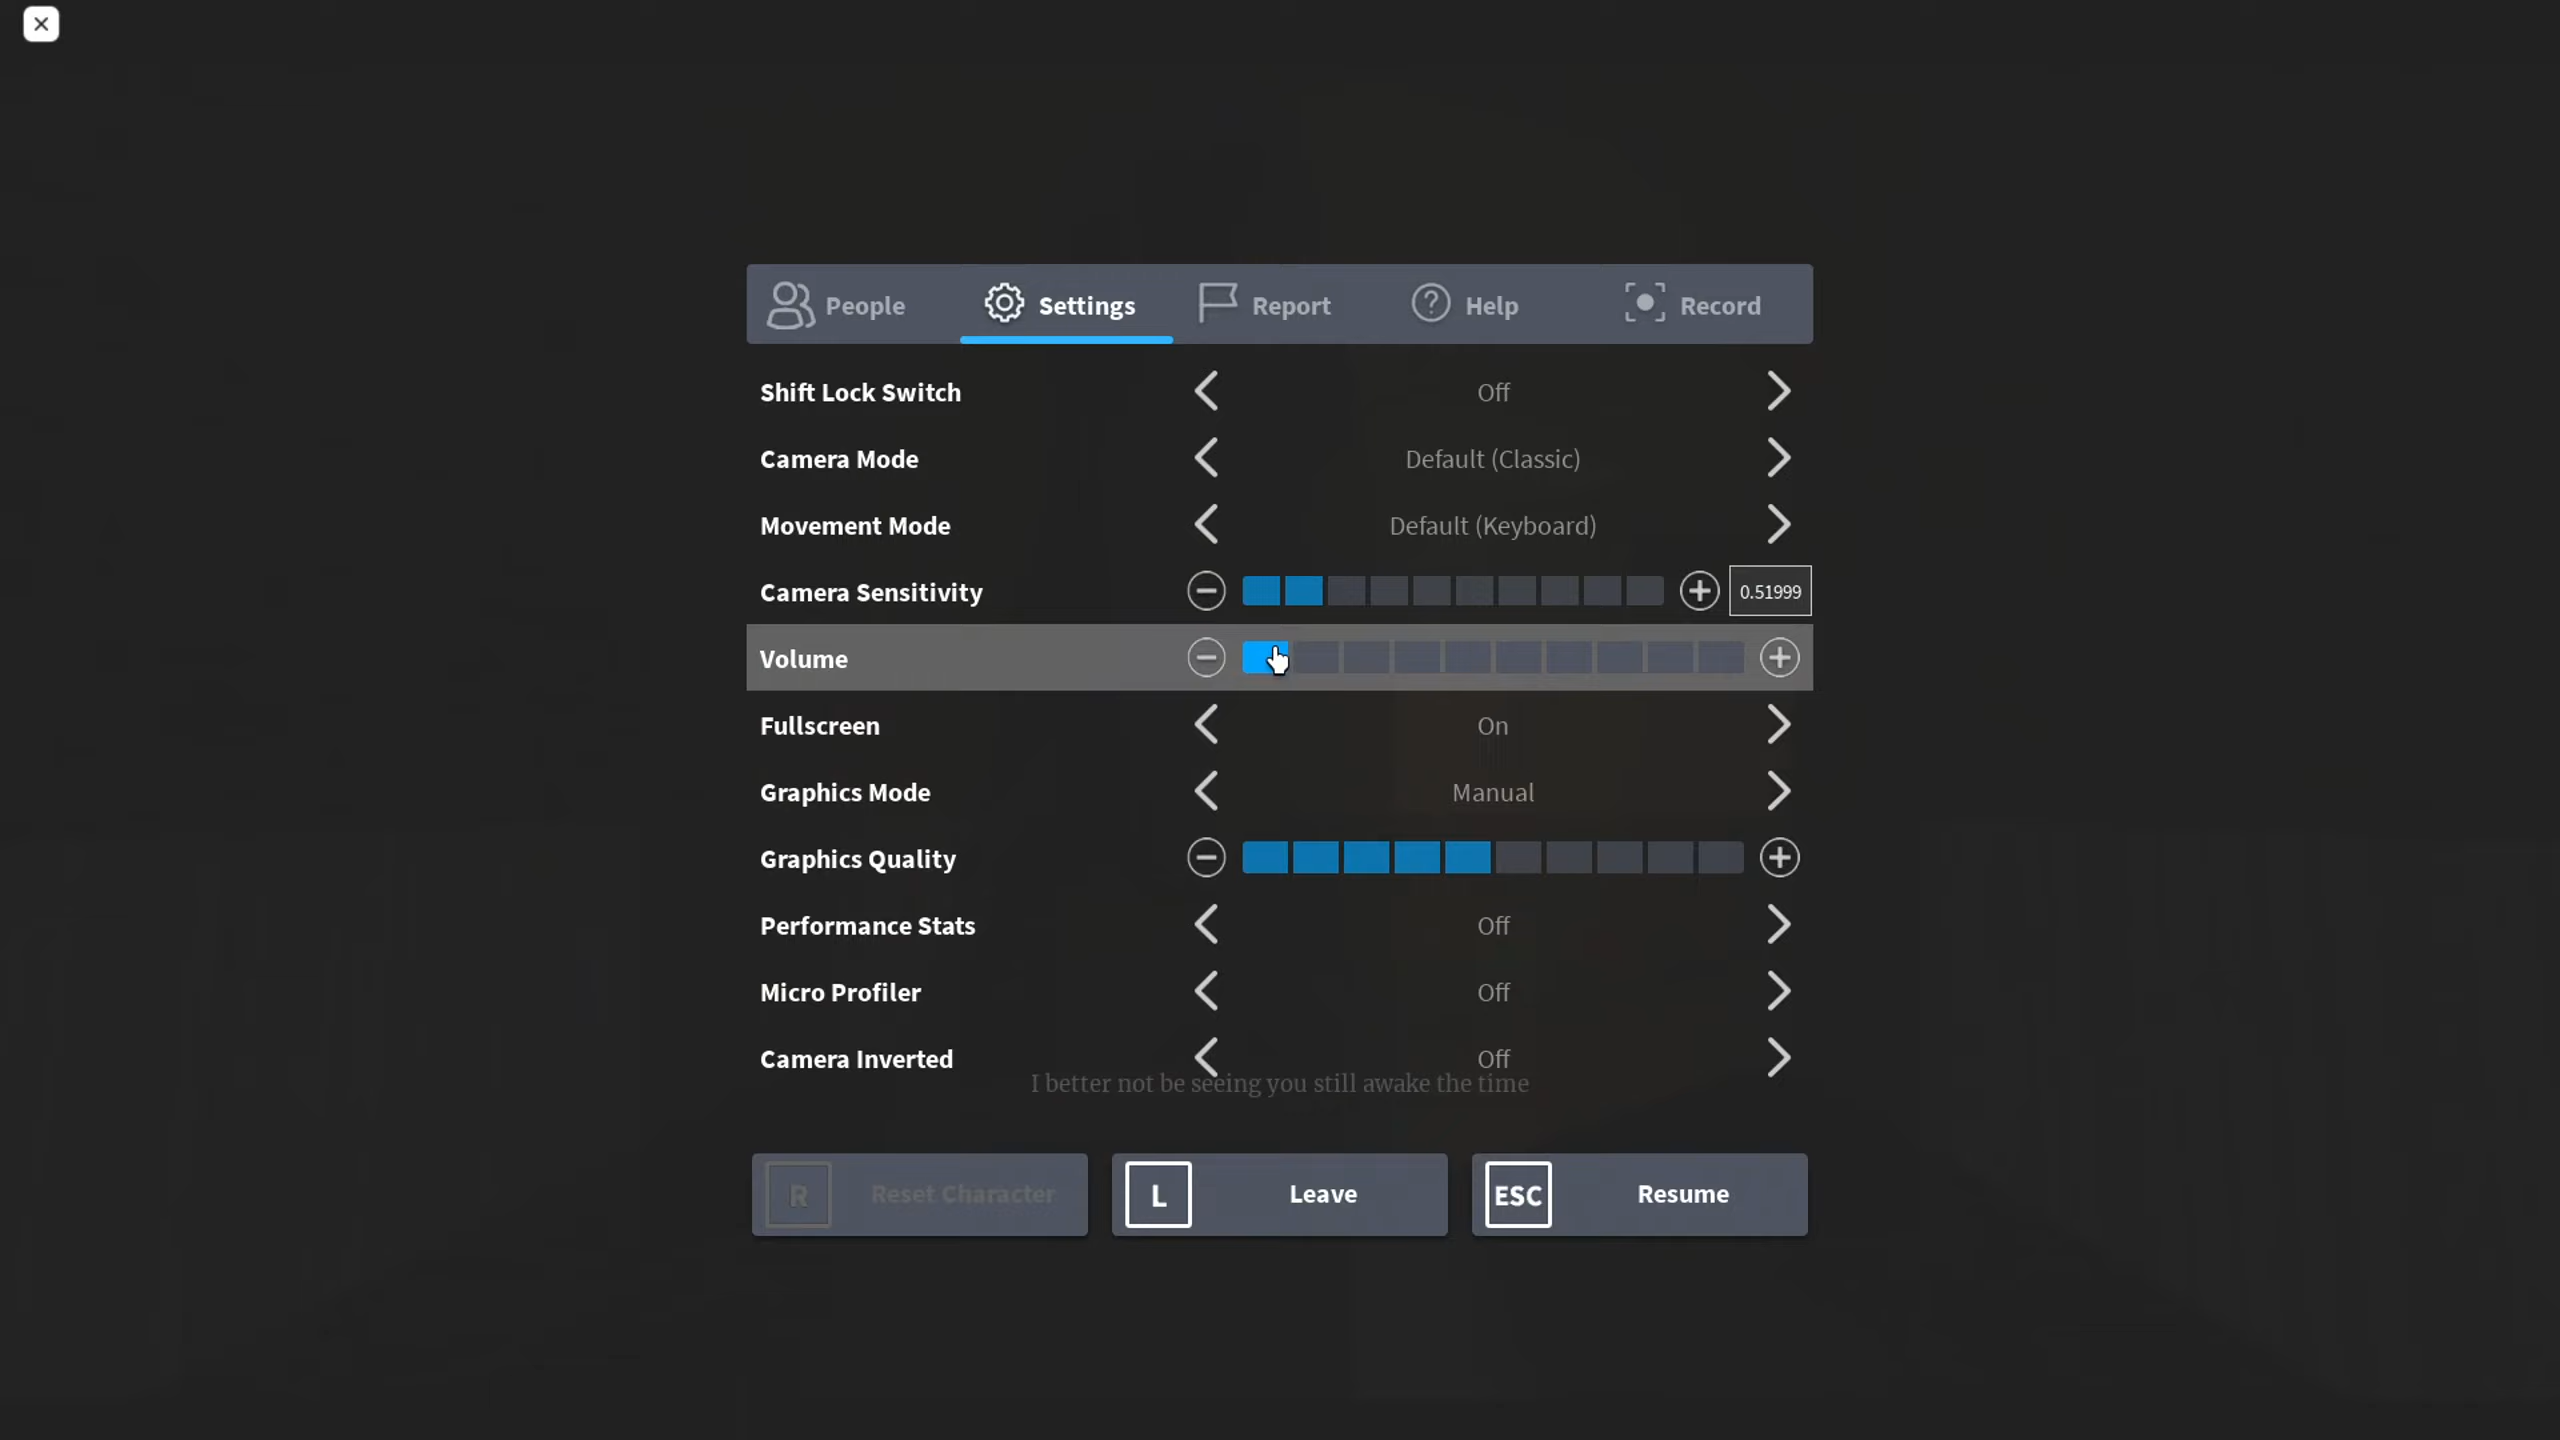 People Settings Report Help Record
Shift Lock Switch Off
Camera Mode Default (Classic)
Movement Mode Default (Keyboard)
Camera Sensitivity 0.51999
Volume
Fullscreen On
Graphics Mode Manual
Graphics Quality
Performance Stats Off
Micro Profiler Off
Camera Inverted Off
I better not be seeing you still awake the time
R Reset Character L Leave ESC Resume